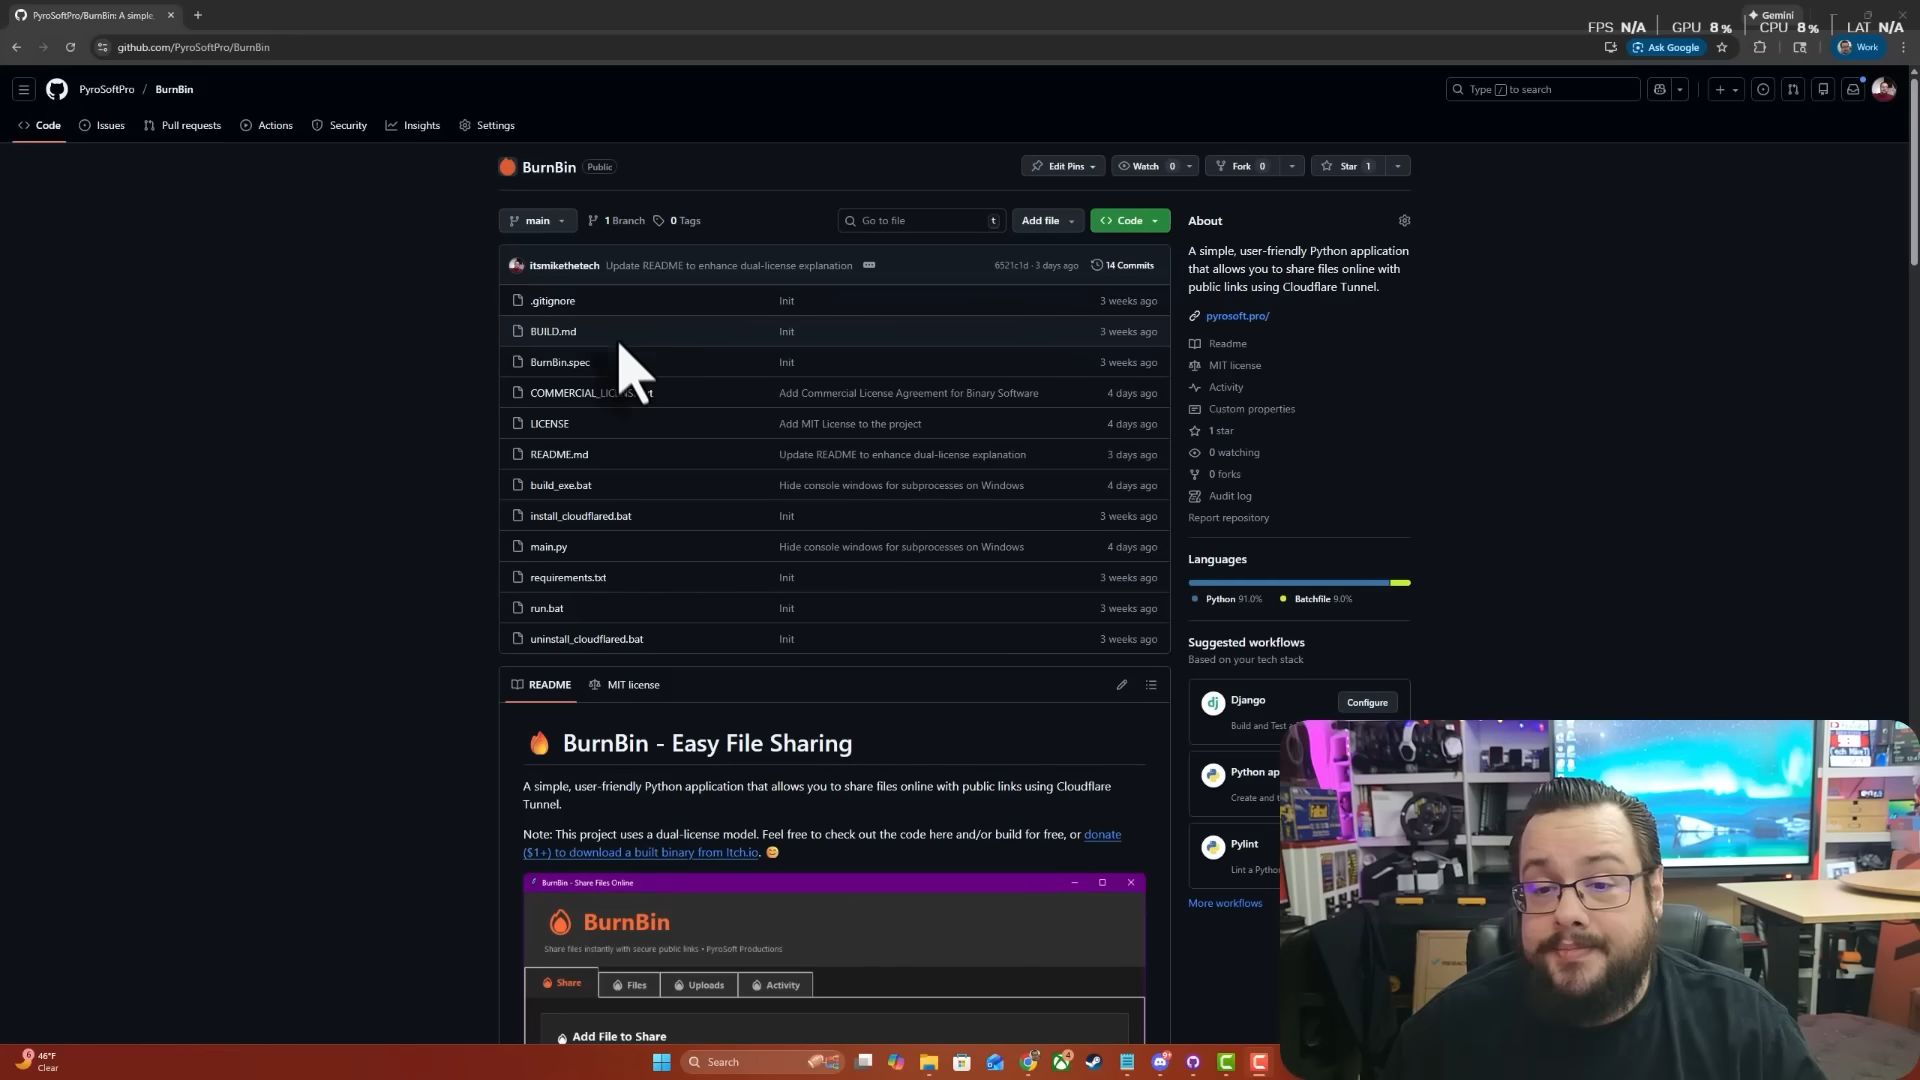 PyroSoftPro/BurnBin: A simple,
Gemini
FPS N/A
GPU 8%
CPU 8%
LAT N/A
github.com/PyroSoftPro/BurnBin
Ask Google
Work
PyroSoftPro / BurnBin
Type / to search
Code
Issues
Pull requests
Actions
Security
Insights
Settings
BurnBin
Public
Edit Pins
Watch 0
Fork 0
Star 1
main
1 Branch
0 Tags
Go to file t
Add file
Code
itsmikethetech Update README to enhance dual-license explanation
6521c1d · 3 days ago
14 Commits
.gitignore Init 3 weeks ago
BUILD.md Init 3 weeks ago
BurnBin.spec Init 3 weeks ago
Add Commercial License Agreement for Binary Software 4 days ago
LICENSE Add MIT License to the project 4 days ago
README.md Update README to enhance dual-license explanation 3 days ago
build_exe.bat Hide console windows for subprocesses on Windows 4 days ago
install_cloudflared.bat Init 3 weeks ago
main.py Hide console windows for subprocesses on Windows 4 days ago
requirements.txt Init 3 weeks ago
run.bat Init 3 weeks ago
uninstall_cloudflared.bat Init 3 weeks ago
README
MIT license
BurnBin - Easy File Sharing
A simple, user-friendly Python application that allows you to share files online with public links using Cloudflare
Tunnel.
Note: This project uses a dual-license model. Feel free to check out the code here and/or build for free, or donate
($1+) to download a built binary from Itch.io. 😊
BurnBin - Share Files Online
BurnBin
Share files instantly with secure public links • PyroSoft Productions
Share
Files
Uploads
Activity
Add File to Share
About
A simple, user-friendly Python application
that allows you to share files online with
public links using Cloudflare Tunnel.
pyrosoft.pro/
Readme
MIT license
Activity
Custom properties
1 star
0 watching
0 forks
Audit log
Report repository
Languages
Python 91.0%
Batchfile 9.0%
Suggested workflows
Based on your tech stack
Django
Configure
Build and Test
Python
Create and
Pylint
Lint a Python
More workflows
46°F
Clear
Search